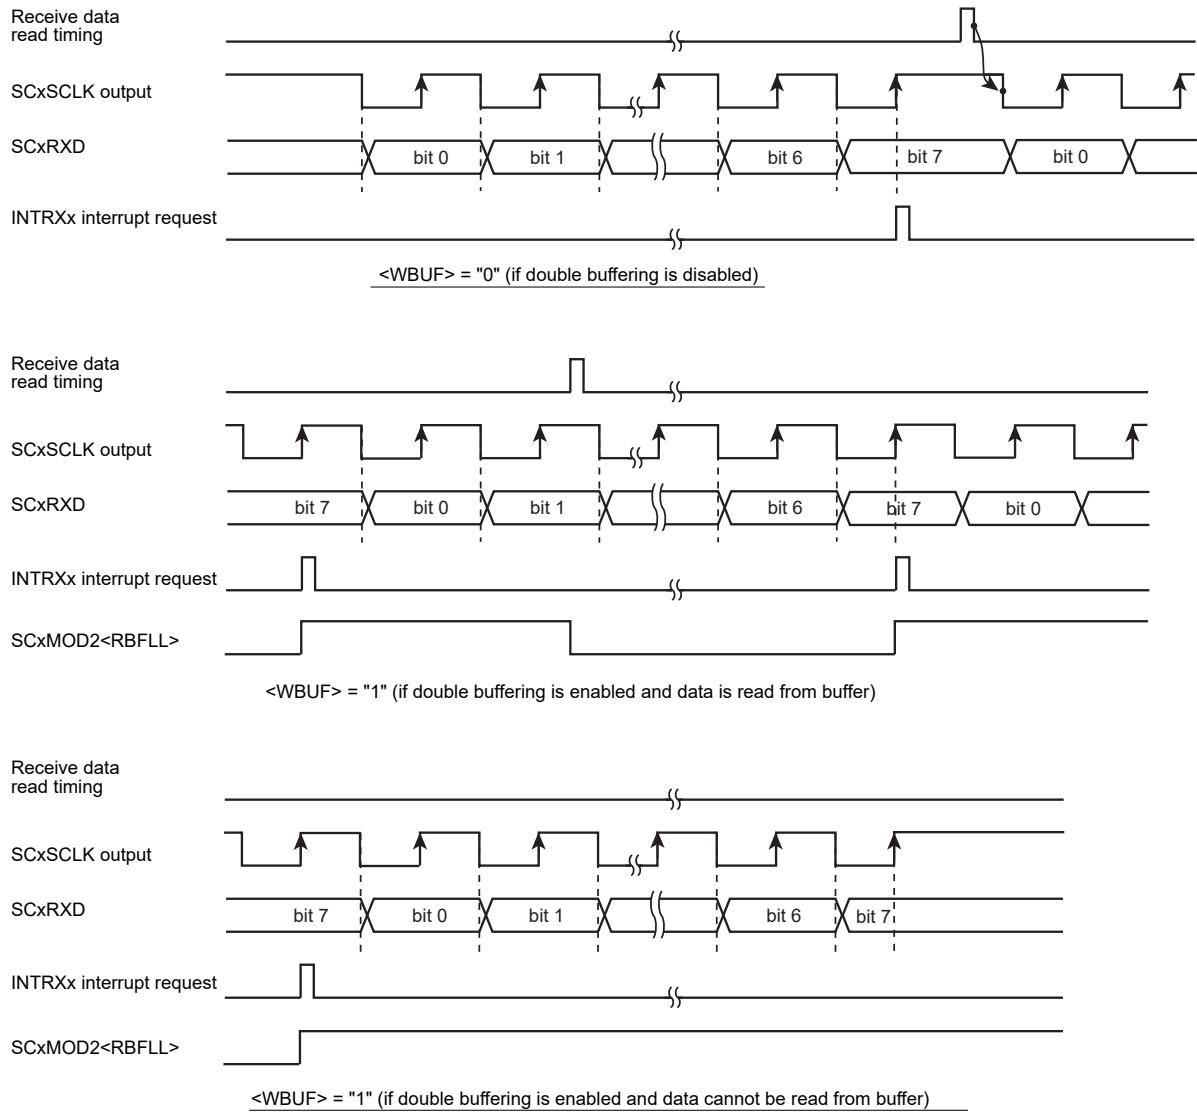 Receive data
read timing
SCxSCLK output
SCxRXD
bit 0 bit 1 bit 6 bit 7 bit 0
INTRXx interrupt request
<WBUF> = "0" (if double buffering is disabled)
Receive data
read timing
SCxSCLK output
SCxRXD
bit 7 bit 0 bit 1 bit 6 bit 7 bit 0
INTRXx interrupt request
SCxMOD2<RBFLL>
<WBUF> = "1" (if double buffering is enabled and data is read from buffer)
Receive data
read timing
SCxSCLK output
SCxRXD
bit 7 bit 0 bit 1 bit 6 bit 7
INTRXx interrupt request
SCxMOD2<RBFLL>
<WBUF> = "1" (if double buffering is enabled and data cannot be read from buffer)